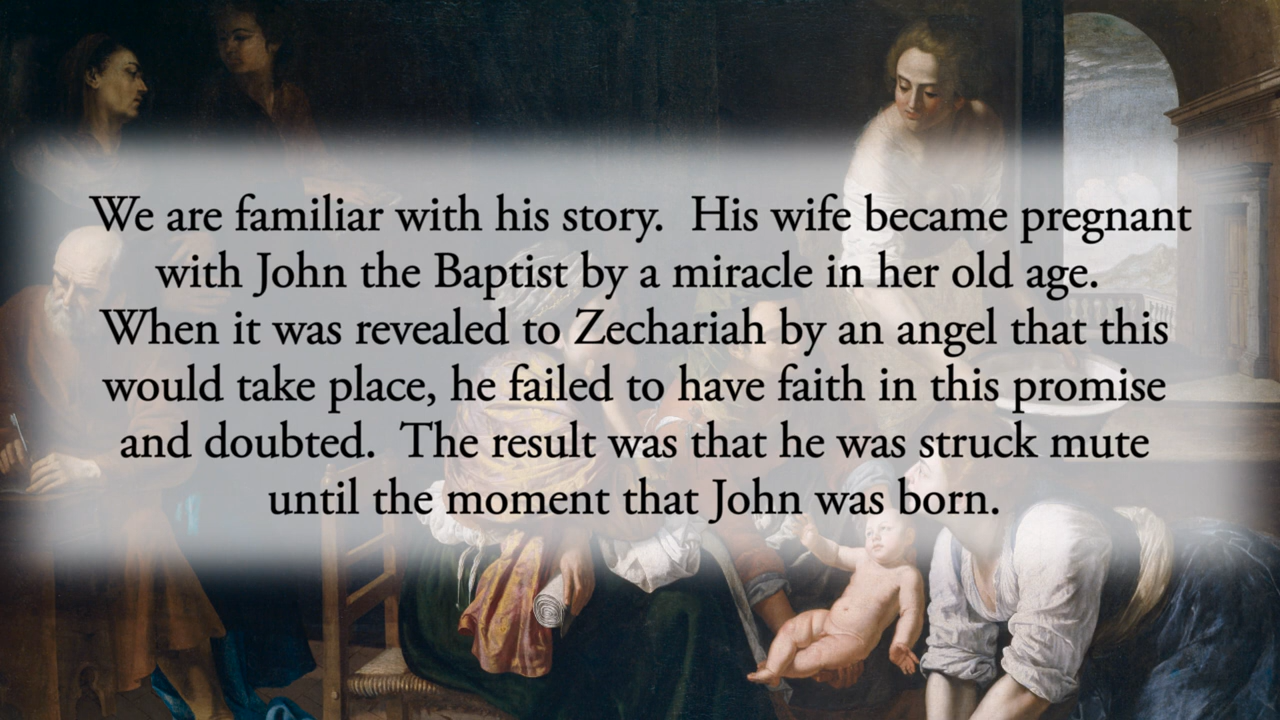 We are familiar with his story.  His wife became pregnant
with John the Baptist by a miracle in her old age.
When it was revealed to Zechariah by an angel that this
would take place, he failed to have faith in this promise
and doubted.  The result was that he was struck mute
until the moment that John was born.